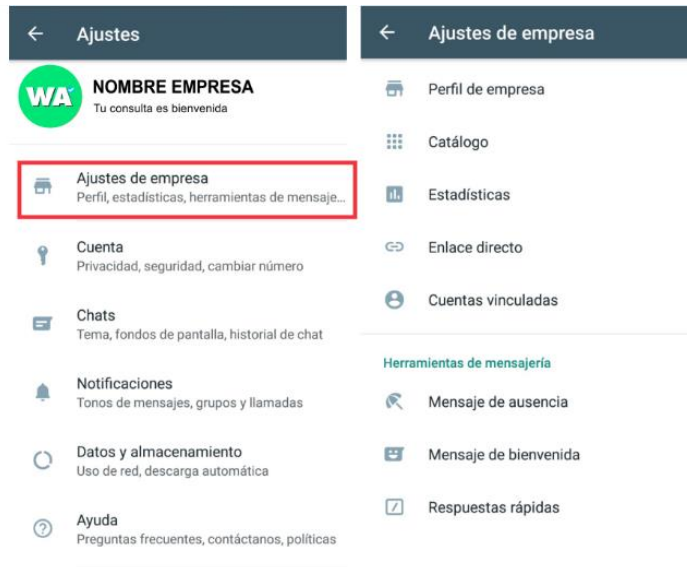 Ajustes
WA
NOMBRE EMPRESA
Tu consulta es bienvenida
Ajustes de empresa
Perfil, estadísticas, herramientas de mensaje...
Cuenta
Privacidad, seguridad, cambiar número
Chats
Tema, fondos de pantalla, historial de chat
Notificaciones
Tonos de mensajes, grupos y llamadas
Datos y almacenamiento
Uso de red, descarga automática
Ayuda
Preguntas frecuentes, contáctanos, políticas
Ajustes de empresa
Perfil de empresa
Catálogo
Estadísticas
Enlace directo
Cuentas vinculadas
Herramientas de mensajería
Mensaje de ausencia
Mensaje de bienvenida
Respuestas rápidas